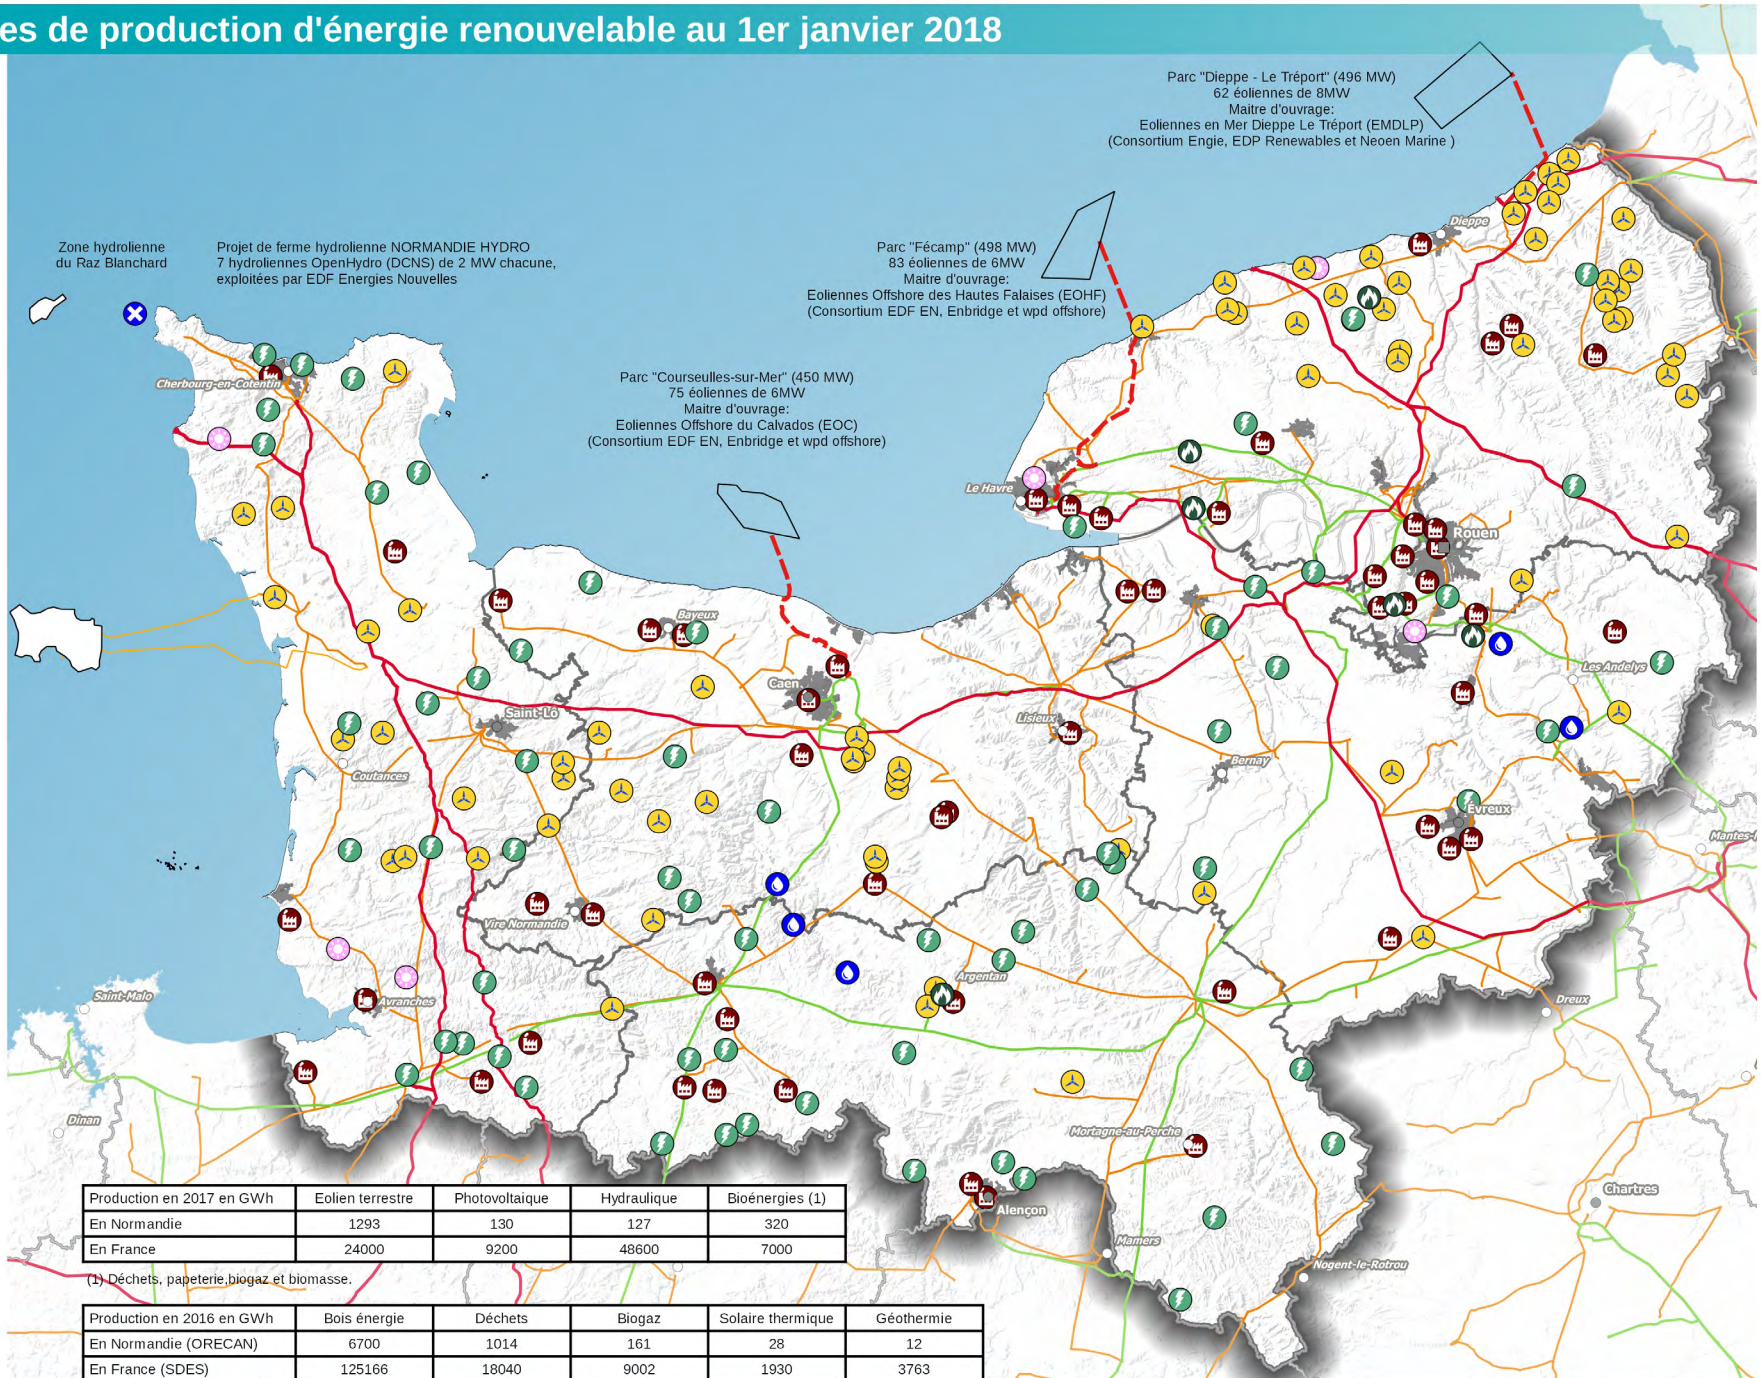 es de production d'énergie renouvelable au 1er janvier 2018
Parc "Dieppe - Le Tréport" (496 MW)
62 éoliennes de 8MW
Maitre d'ouvrage:
Eoliennes en Mer Dieppe Le Tréport (EMDLP)
(Consortium Engie, EDP Renewables et Neoen Marine )
Dieppe
Zone hydrolienne
du Raz Blanchard
Projet de ferme hydrolienne NORMANDIE HYDRO
7 hydroliennes OpenHydro (DCNS) de 2 MW chacune,
exploitées par EDF Energies Nouvelles
Parc "Fécamp" (498 MW)
83 éoliennes de 6MW
Maitre d'ouvrage:
Eoliennes Offshore des Hautes Falaises (EOHF)
(Consortium EDF EN, Enbridge et wpd offshore)
Cherbourg-en-Cotentin
Parc "Courseulles-sur-Mer" (450 MW)
75 éoliennes de 6MW
Maitre d'ouvrage:
Eoliennes Offshore du Calvados (EOC)
(Consortium EDF EN, Enbridge et wpd offshore)
Le Havre
Rouen
Bayeux
Les Andelys
Caen
Saint-Lô
Lisieux
Bernay
Coutances
Évreux
Mantes-
Vire Normandie
Argentan
Saint-Malo
Avranches
Dreux
Dinan
Mortagne-au-Perche
Chartres
Alençon
Mamers
Nogent-le-Rotrou
Production en 2017 en GWh Eolien terrestre Photovoltaique Hydraulique Bioénergies (1)
En Normandie 1293 130 127 320
En France 24000 9200 48600 7000
(1) Déchets, papeterie,biogaz et biomasse.
Production en 2016 en GWh Bois énergie Déchets Biogaz Solaire thermique Géothermie
En Normandie (ORECAN) 6700 1014 161 28 12
En France (SDES) 125166 18040 9002 1930 3763